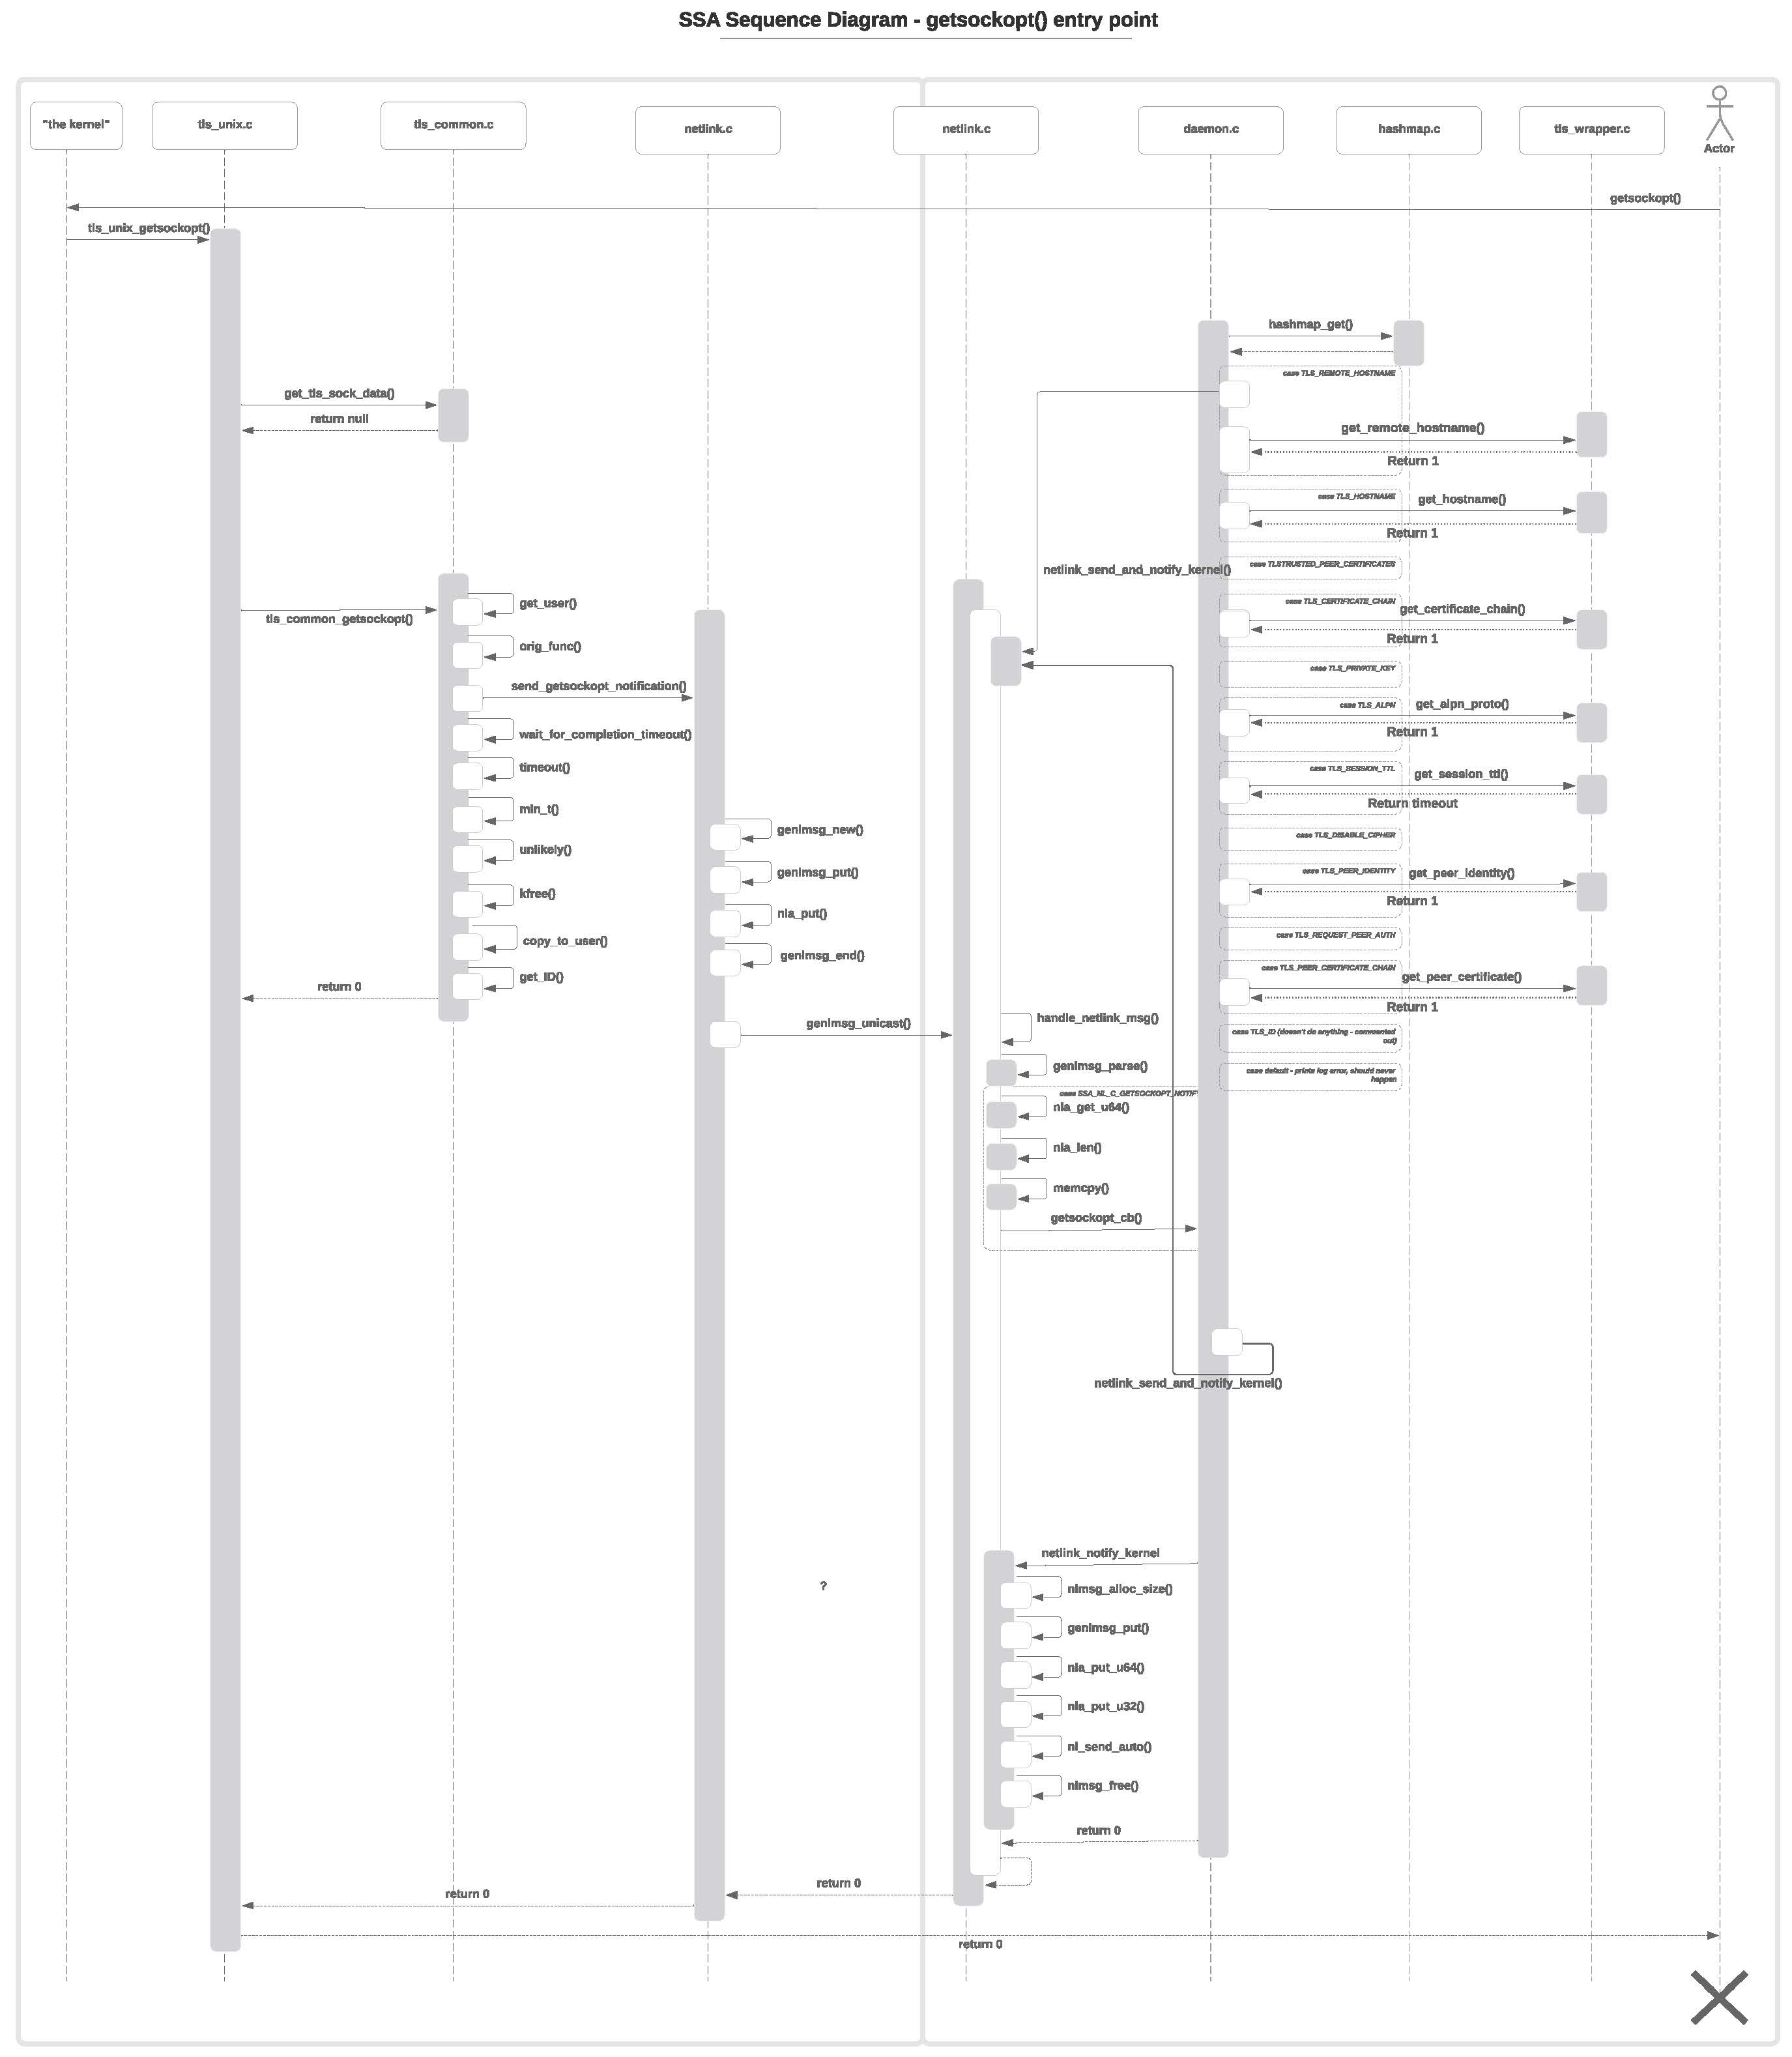 SSA Sequence Diagram - getsockopt() entry point
"the kernel"
tls_unix.c
tls_common.c
netlink.c
netlink.c
daemon.c
hashmap.c
tls_wrapper.c
Actor
getsockopt()
tls_unix_getsockopt()
hashmap_get()
case TLS_REMOTE_HOSTNAME
get_tls_sock_data()
return null
get_remote_hostname()
Return 1
case TLS_HOSTNAME
get_hostname()
Return 1
netlink_send_and_notify_kernel()
case TLSTRUSTED_PEER_CERTIFICATES
get_user()
tls_common_getsockopt()
case TLS_CERTIFICATE_CHAIN
get_certificate_chain()
Return 1
orig_func()
case TLS_PRIVATE_KEY
send_getsockopt_notification()
case TLS_ALPN
get_alpn_proto()
Return 1
wait_for_completion_timeout()
timeout()
case TLS_SESSION_TTL
get_session_ttl()
Return timeout
min_t()
genlmsg_new()
case TLS_DISABLE_CIPHER
unlikely()
genlmsg_put()
case TLS_PEER_IDENTITY
get_peer_identity()
Return 1
kfree()
nla_put()
copy_to_user()
case TLS_REQUEST_PEER_AUTH
genlmsg_end()
get_ID()
return 0
case TLS_PEER_CERTIFICATE_CHAIN
get_peer_certificate()
Return 1
genlmsg_unicast()
handle_netlink_msg()
case TLS_ID (doesn't do anything - commented
out)
genlmsg_parse()
case default - prints log error, should never
happen
case SSA_NL_C_GETSOCKOPT_NOTIF
nla_get_u64()
nla_len()
memcpy()
getsockopt_cb()
netlink_send_and_notify_kernel()
netlink_notify_kernel
?
nlmsg_alloc_size()
genlmsg_put()
nla_put_u64()
nla_put_u32()
nl_send_auto()
nlmsg_free()
return 0
return 0
return 0
return 0